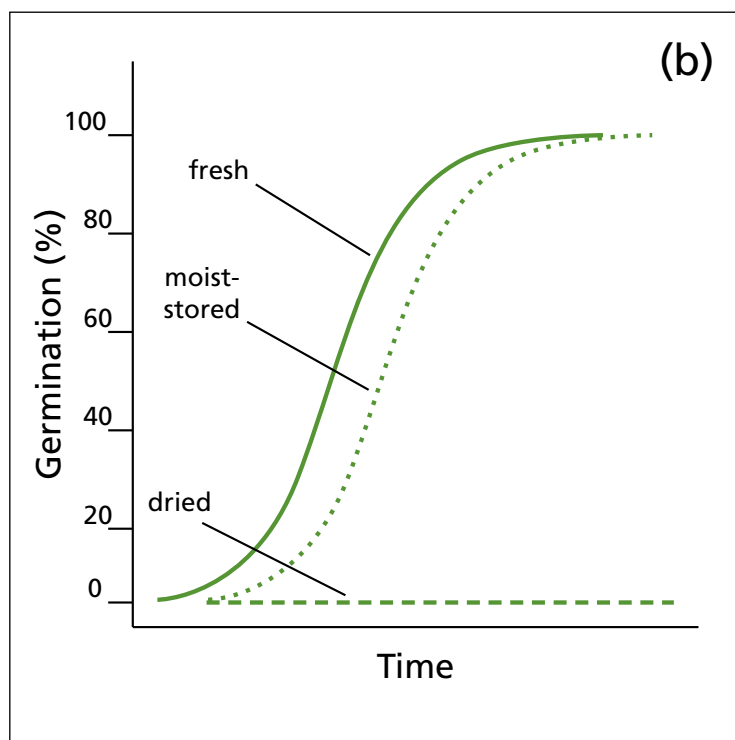 (b)
100
80
60
40
20
0
Germination (%)
fresh
moist-
stored
dried
Time